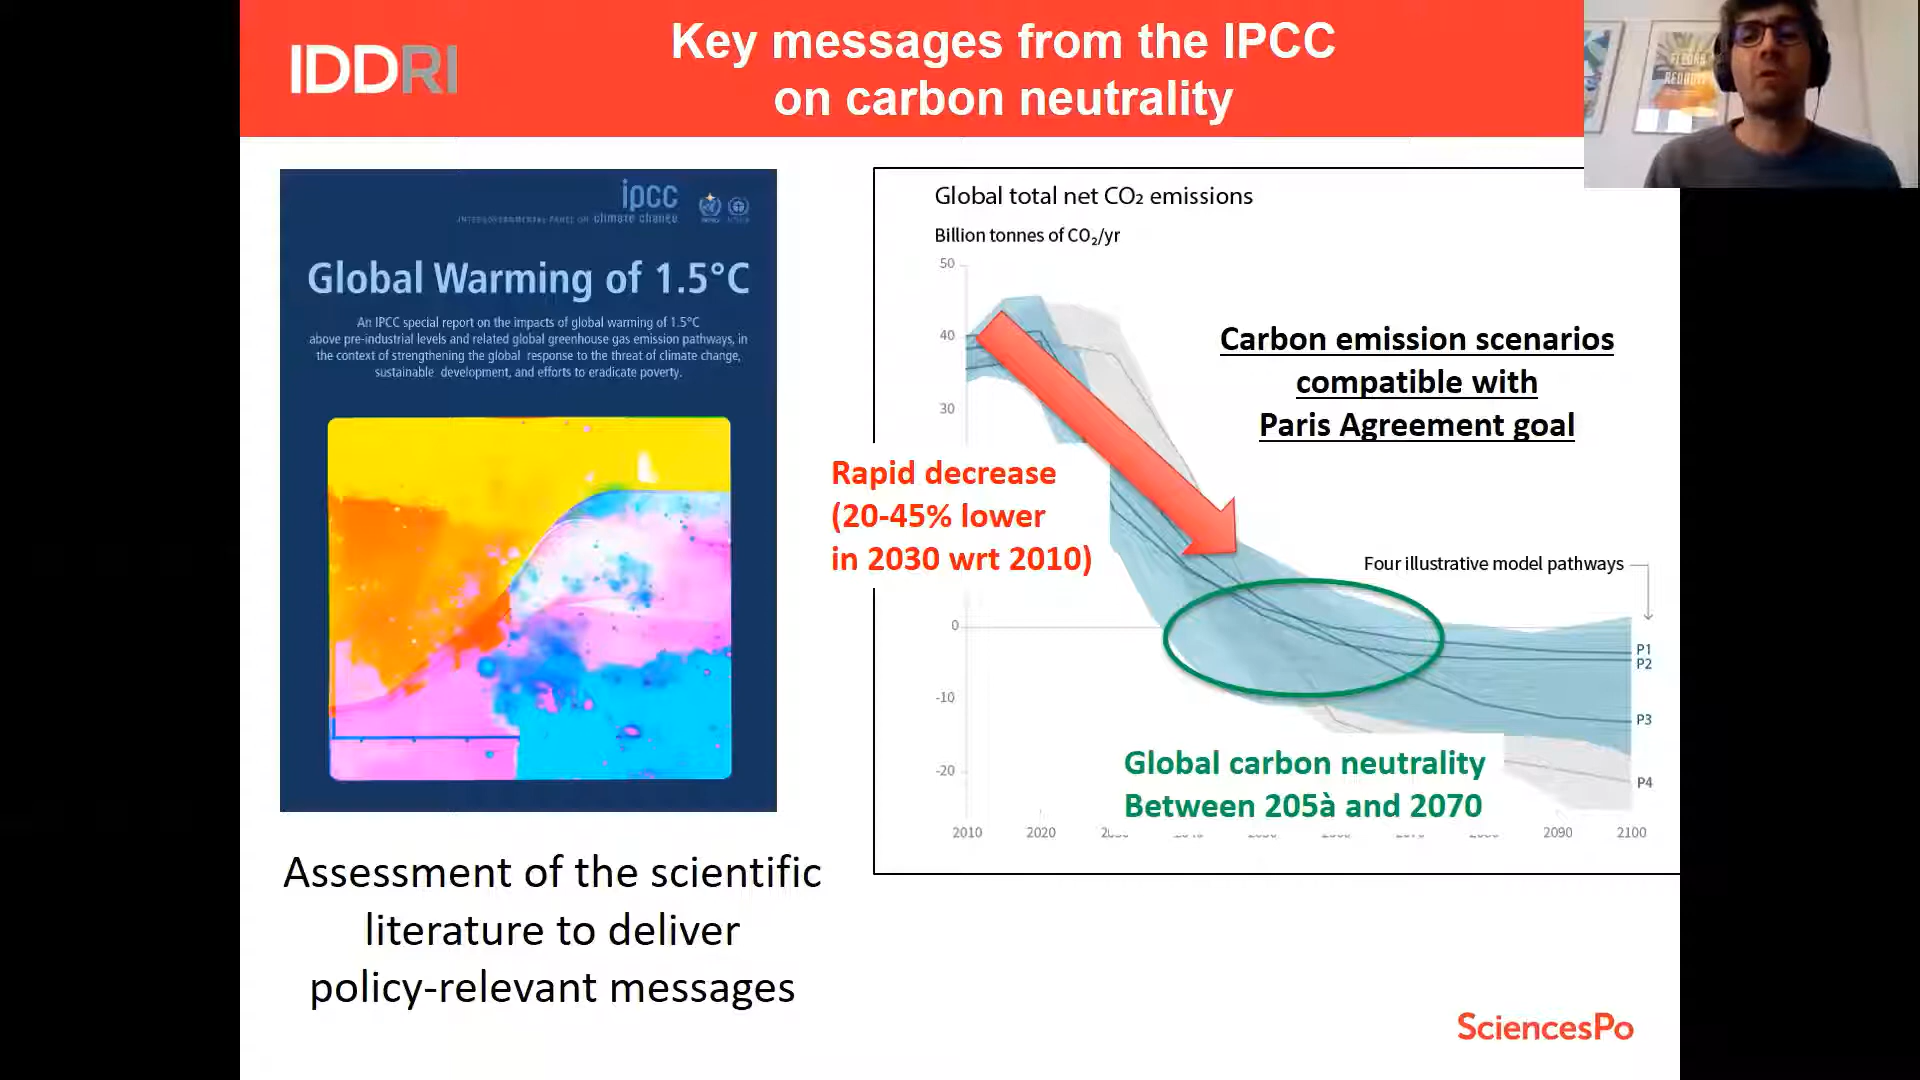 IDDRI
Key messages from the IPCC
on carbon neutrality
ipcc
INTERGOVERNMENTAL PANEL ON climate change
Global Warming of 1.5°C
An IPCC special report on the impacts of global warming of 1.5°C
above pre-industrial levels and related global greenhouse gas emission pathways, in
the context of strengthening the global response to the threat of climate change,
sustainable development, and efforts to eradicate poverty.
Assessment of the scientific
literature to deliver
policy-relevant messages
Global total net CO₂ emissions
Billion tonnes of CO₂/yr
50
40
30
0
-10
-20
Carbon emission scenarios
compatible with
Paris Agreement goal
Rapid decrease
(20-45% lower
in 2030 wrt 2010)
Four illustrative model pathways
P1
P2
P3
P4
Global carbon neutrality
Between 205à and 2070
2010 2020 2090 2100
SciencesPo